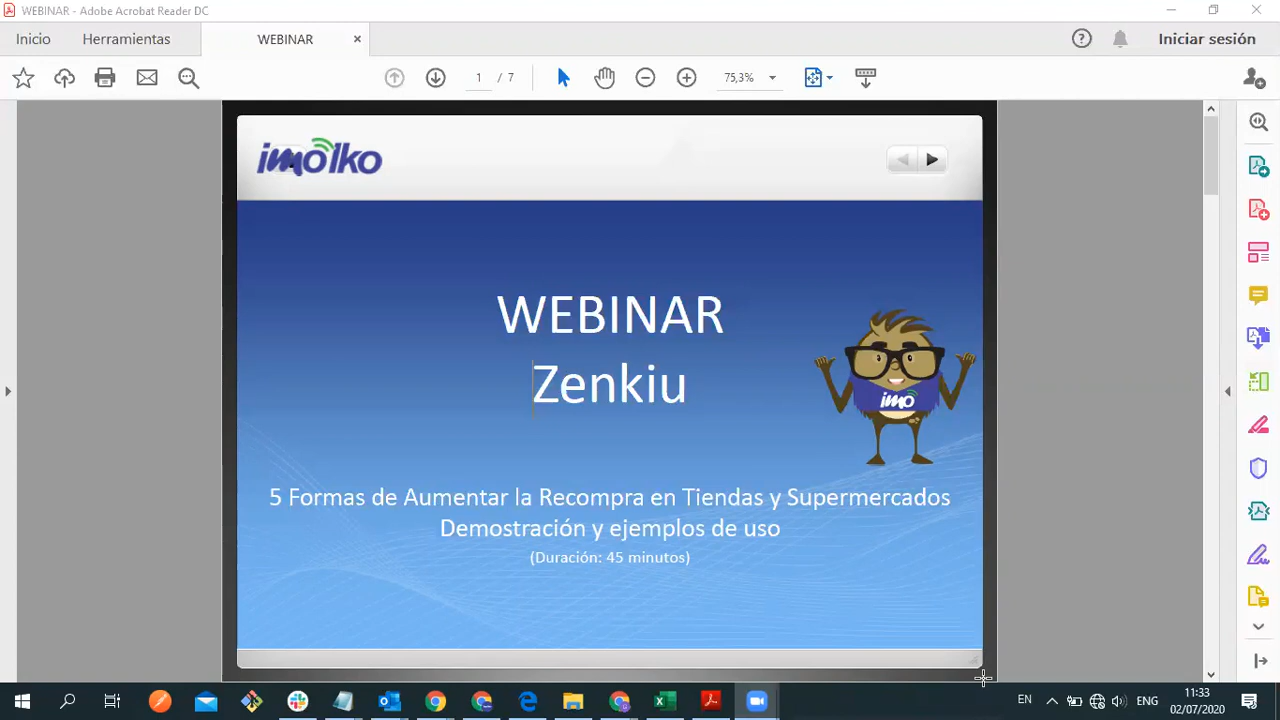 WEBINAR - Adobe Acrobat Reader DC
Inicio
Herramientas
WEBINAR
Iniciar sesión
1 / 7
75,3%
imolko
WEBINAR
Zenkiu
imo
5 Formas de Aumentar la Recompra en Tiendas y Supermercados
Demostración y ejemplos de uso
(Duración: 45 minutos)
EN
ENG
11:33
02/07/2020